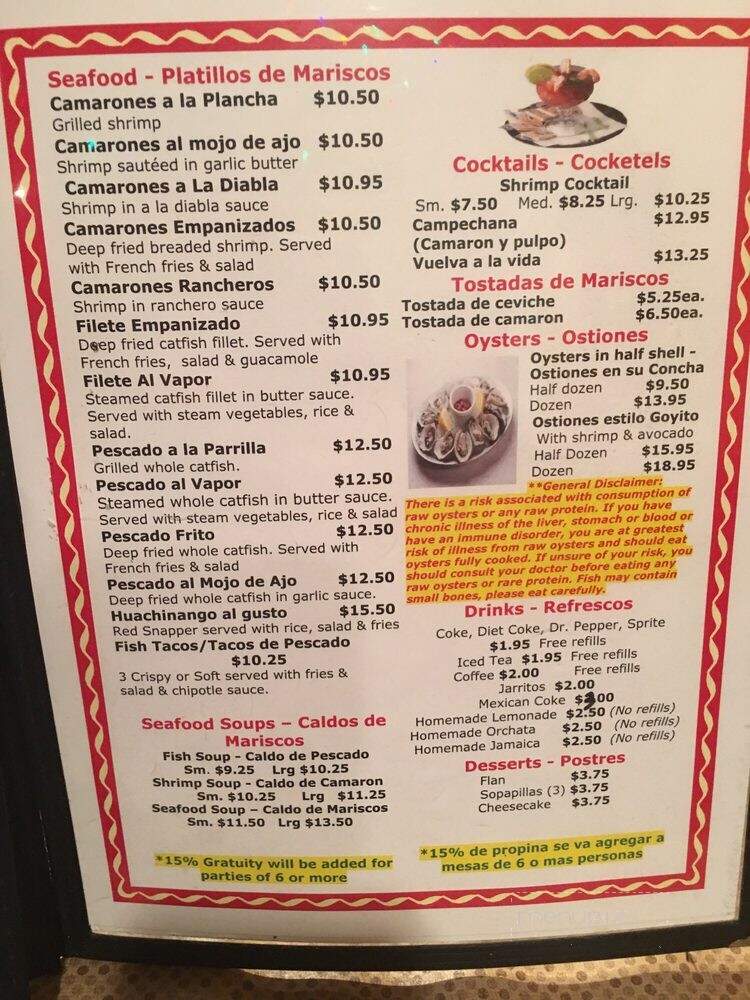 Seafood - Platillos de Mariscos
Camarones a la Plancha $10.50
Grilled shrimp
Camarones al mojo de ajo $10.50
Shrimp sautéed in garlic butter
Camarones a La Diabla $10.95
Shrimp in a la diabla sauce
Camarones Empanizados $10.50
Deep fried breaded shrimp. Served
with French fries & salad
Camarones Rancheros $10.50
Shrimp in ranchero sauce
Filete Empanizado $10.95
Deep fried catfish fillet. Served with
French fries, salad & guacamole
Filete Al Vapor $10.95
Steamed catfish fillet in butter sauce.
Served with steam vegetables, rice &
salad.
Pescado a la Parrilla $12.50
Grilled whole catfish.
Pescado al Vapor $12.50
Steamed whole catfish in butter sauce.
Served with steam vegetables, rice & salad
Pescado Frito $12.50
Deep fried whole catfish. Served with
French fries & salad
Pescado al Mojo de Ajo $12.50
Deep fried whole catfish in garlic sauce.
Huachinango al gusto $15.50
Red Snapper served with rice, salad & fries
Fish Tacos/Tacos de Pescado
$10.25
3 Crispy or Soft served with fries &
salad & chipotle sauce.
Seafood Soups – Caldos de
Mariscos
Fish Soup - Caldo de Pescado
Sm. $9.25 Lrg $10.25
Shrimp Soup - Caldo de Camaron
Sm. $10.25 Lrg $11.25
Seafood Soup – Caldo de Mariscos
Sm. $11.50 Lrg $13.50
*15% Gratuity will be added for
parties of 6 or more
Cocktails - Cocketels
Shrimp Cocktail
Sm. $7.50 Med. $8.25 Lrg. $10.25
Campechana $12.95
(Camaron y pulpo)
Vuelva a la vida $13.25
Tostadas de Mariscos
Tostada de ceviche $5.25ea.
Tostada de camaron $6.50ea.
Oysters - Ostiones
Oysters in half shell -
Ostiones en su Concha
Half dozen $9.50
Dozen $13.95
Ostiones estilo Goyito
With shrimp & avocado
Half Dozen $15.95
Dozen $18.95
**General Disclaimer:
There is a risk associated with consumption of
raw oysters or any raw protein. If you have
chronic illness of the liver, stomach or blood or
have an immune disorder, you are at greatest
risk of illness from raw oysters and should eat
oysters fully cooked. If unsure of your risk, you
should consult your doctor before eating any
raw oysters or rare protein. Fish may contain
small bones, please eat carefully.
Drinks - Refrescos
Coke, Diet Coke, Dr. Pepper, Sprite
$1.95 Free refills
Iced Tea $1.95 Free refills
Coffee $2.00 Free refills
Jarritos $2.00
Mexican Coke
Homemade Lemonade $2.50 (No refills)
Homemade Orchata $2.50 (No refills)
Homemade Jamaica $2.50 (No refills)
Desserts - Postres
Flan $3.75
Sopapillas (3) $3.75
Cheesecake $3.75
*15% de propina se va agregar a
mesas de 6 o mas personas